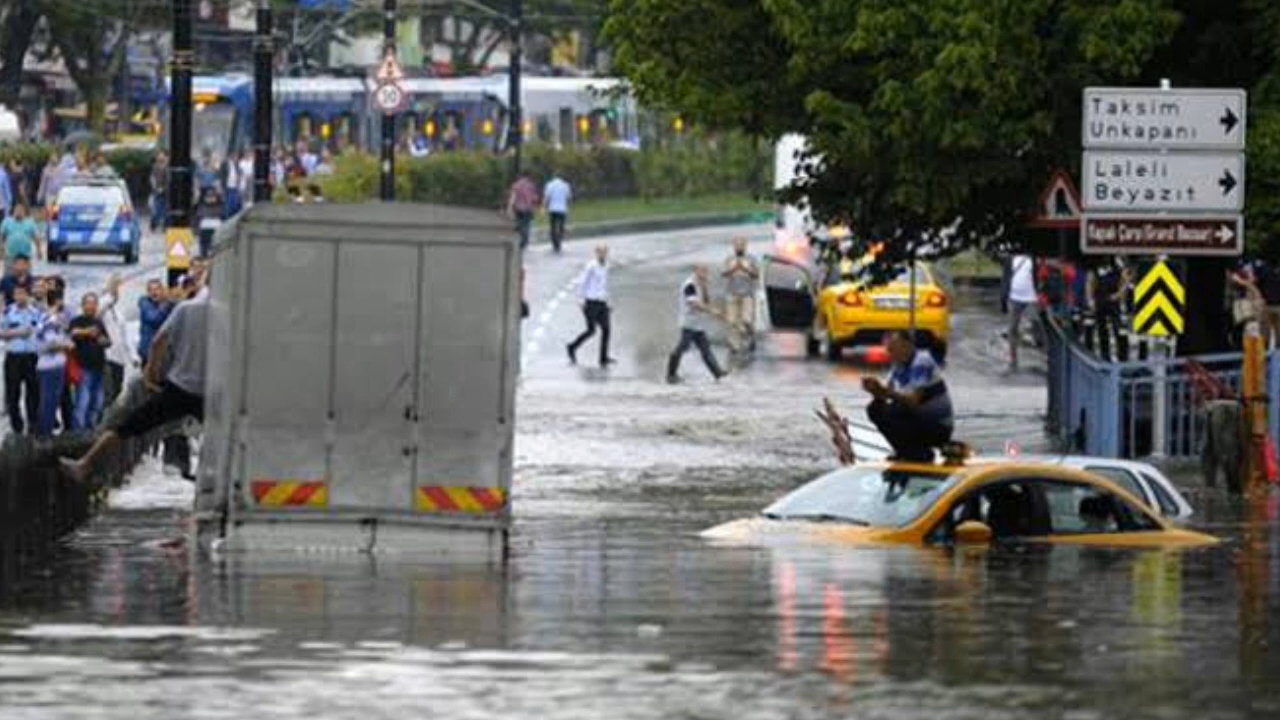 30
Taksim
Unkapanı
Laleli
Beyazıt
Kapalı Çarşı/Grand Bazaar